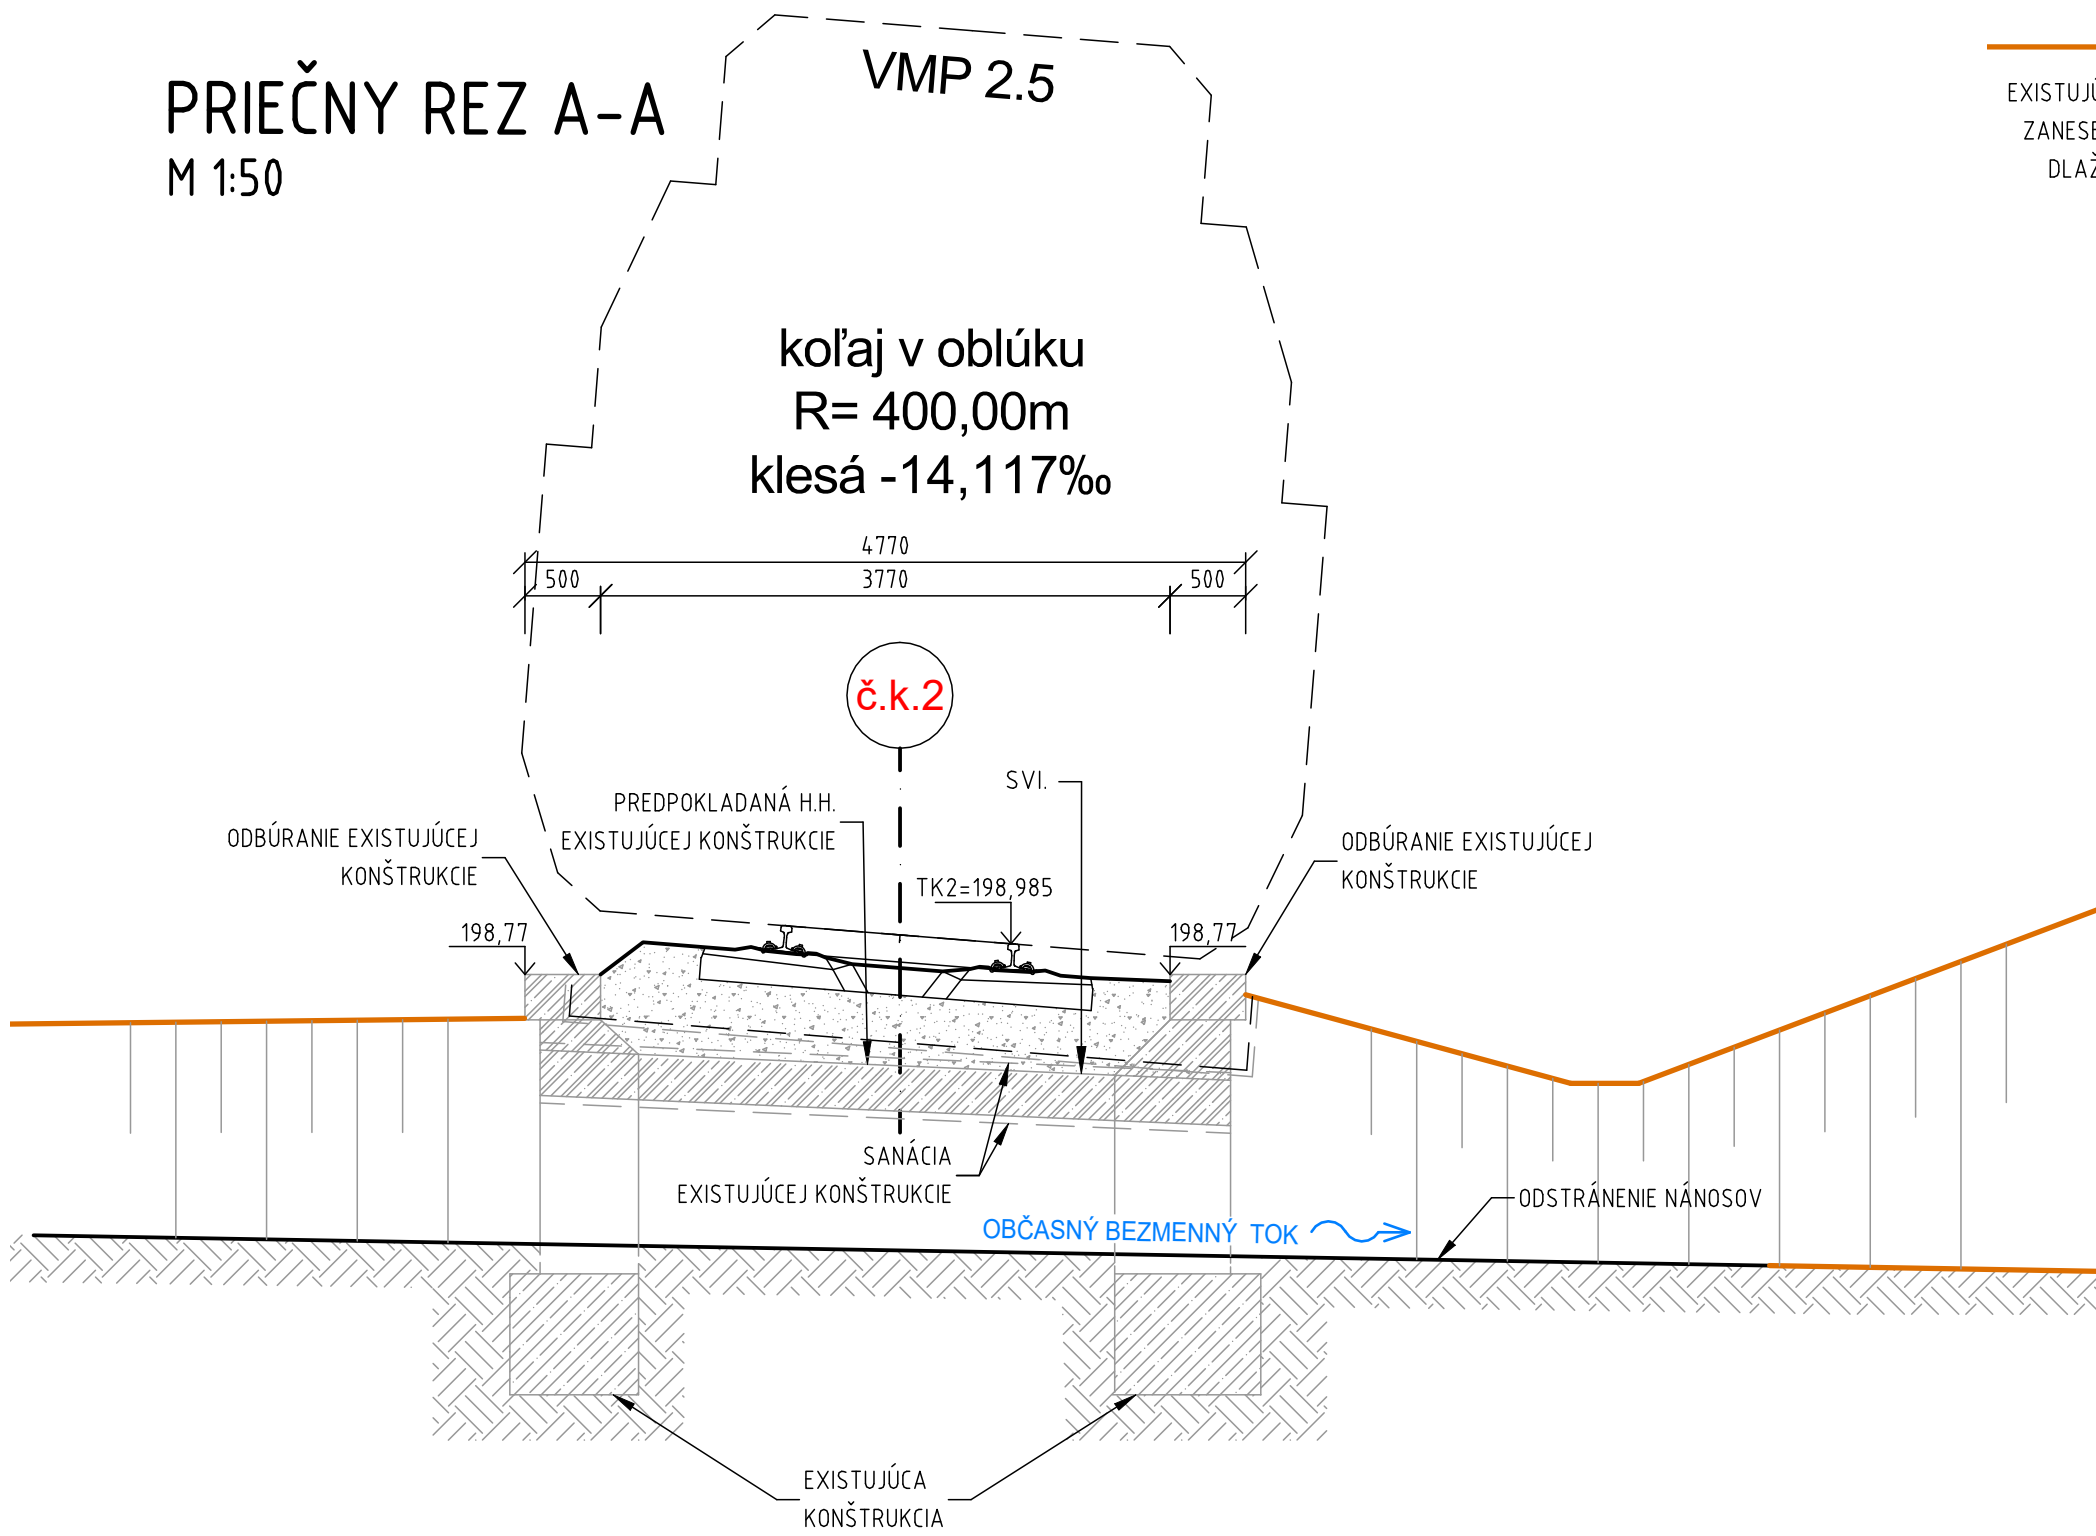 PRIEČNY REZ A-A
M 1:50
VMP 2.5
koľaj v oblúku
R= 400,00m
klesá -14,117‰
4770
500
3770
500
č.k.2
SVI.
PREDPOKLADANÁ H.H.
EXISTUJÚCEJ KONŠTRUKCIE
ODBÚRANIE EXISTUJÚCEJ
KONŠTRUKCIE
ODBÚRANIE EXISTUJÚCEJ
KONŠTRUKCIE
TK2=198,985
198,77
198,77
SANÁCIA
EXISTUJÚCEJ KONŠTRUKCIE
OBČASNÝ BEZMENNÝ TOK
ODSTRÁNENIE NÁNOSOV
EXISTUJÚCA
KONŠTRUKCIA